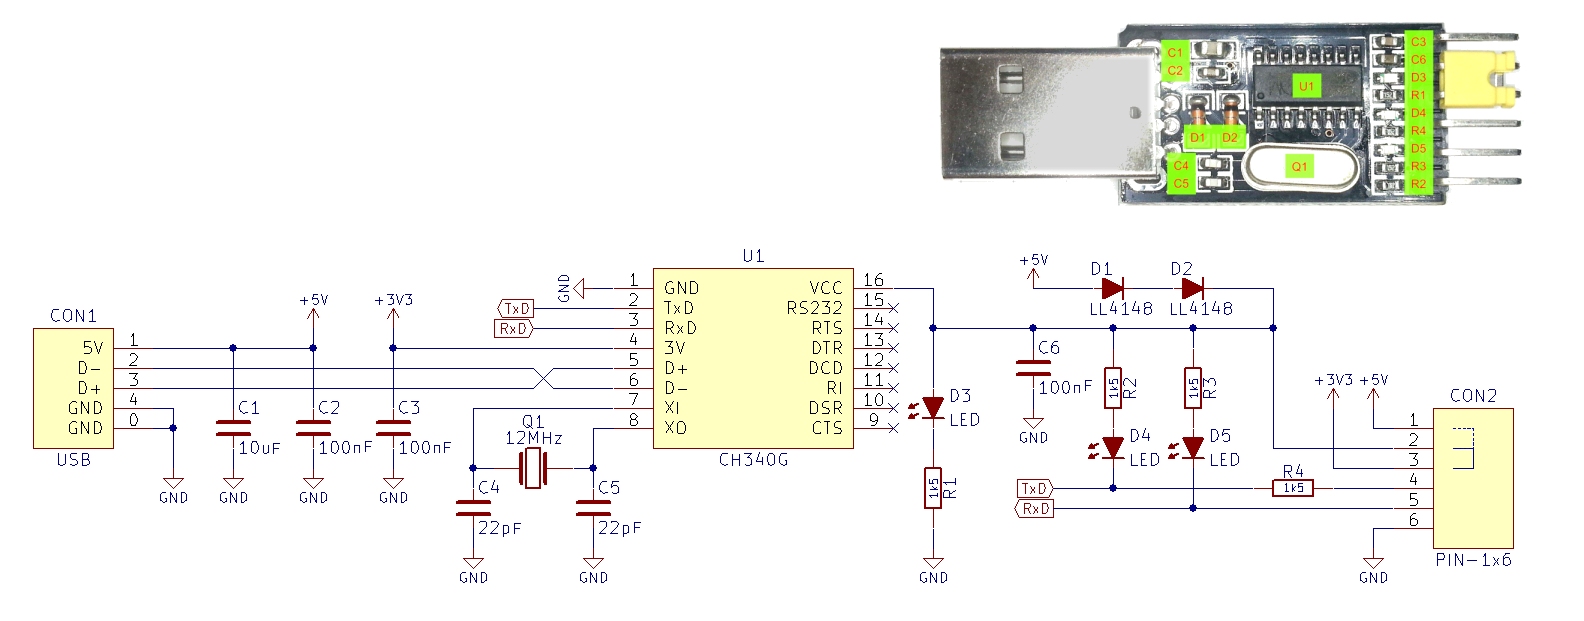 C1
C2
D1
D2
C4
C5
U1
Q1
C3
C6
D3
R1
D4
R4
D5
R3
R2
CON1
5V 1
D- 2
D+ 3
GND 4
GND 0
USB
GND
+5V
C1
10uF
GND
C2
100nF
GND
+3V3
C3
100nF
GND
U1
GND
1 GND
TxD 2 TxD
RxD 3 RxD
4 3V
5 D+
6 D-
7 XI
8 XO
VCC 16
RS232 15
RTS 14
DTR 13
DCD 12
RI 11
DSR 10
CTS 9
CH340G
Q1
12MHz
C4
22pF
GND
C5
22pF
GND
D3
LED
1k5 R1
GND
+5V
D1
LL4148
D2
LL4148
C6
100nF
GND
1k5 R2
D4
LED
1k5 R3
D5
LED
TxD
RxD
R4
1k5
+3V3 +5V
CON2
1
2
3
4
5
6
GND
PIN-1x6